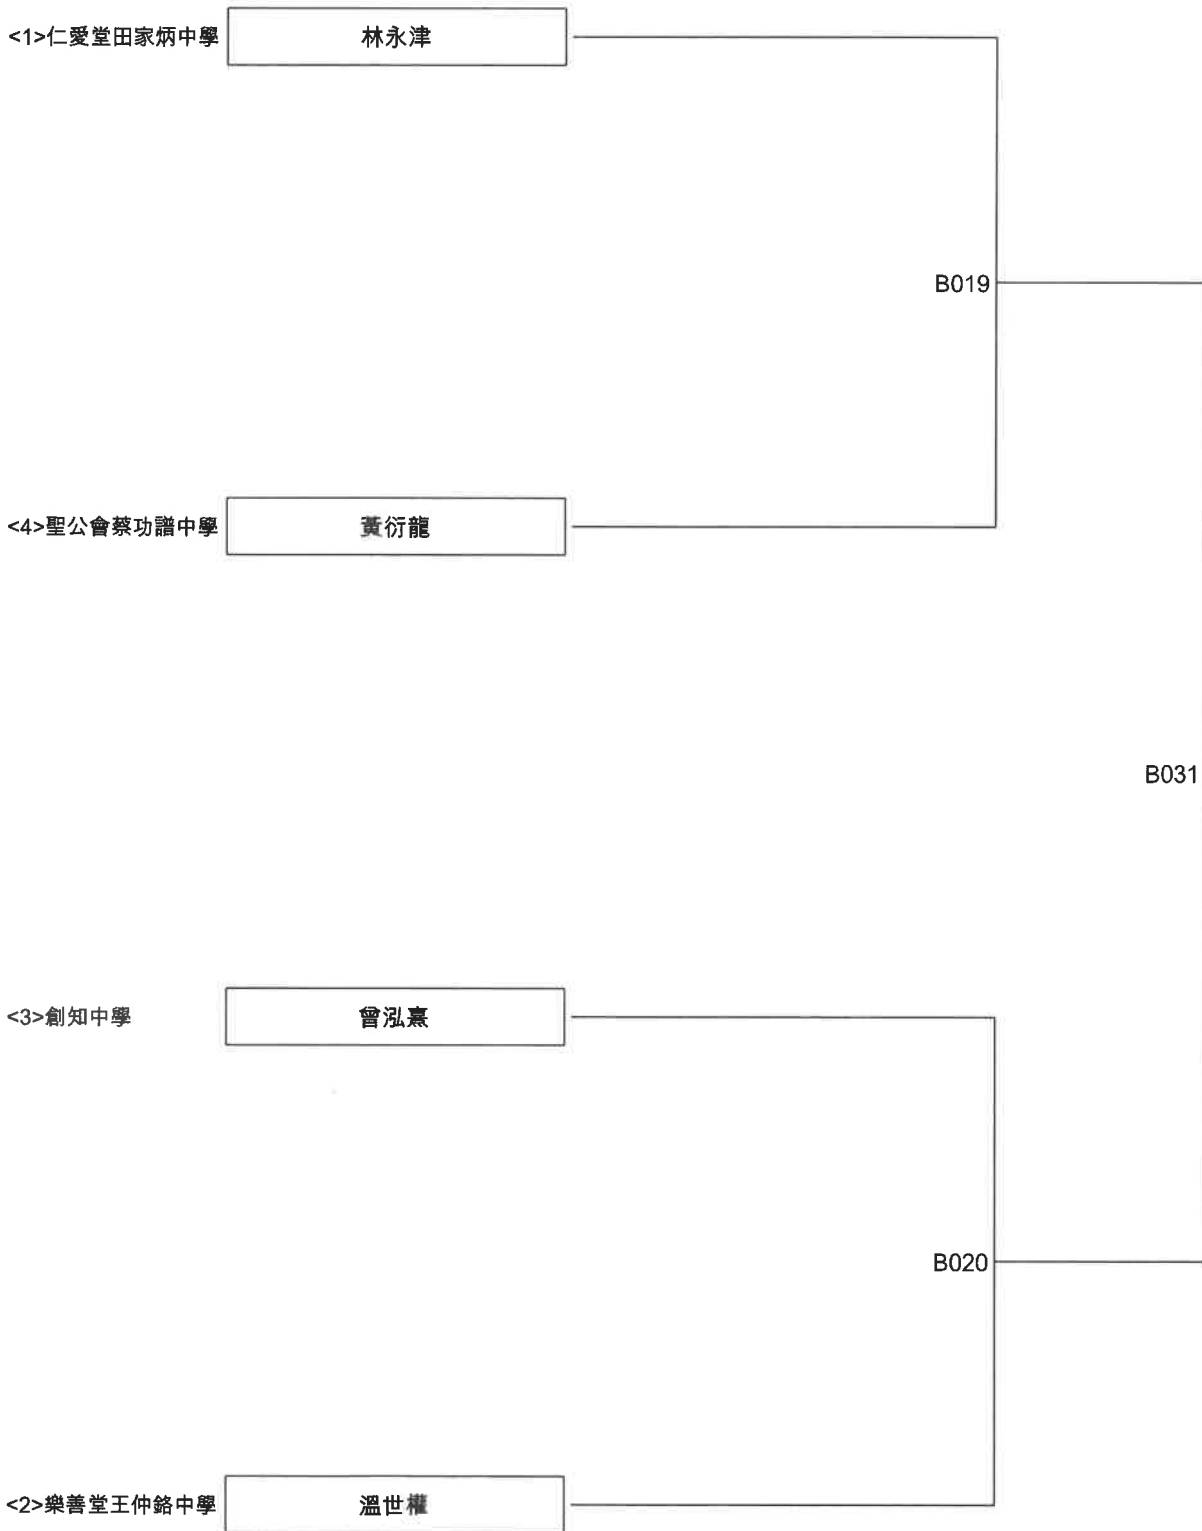 <1>仁愛堂田家炳中學 林永津
B019
<4>聖公會蔡功譜中學 黃衍龍
B031
<3>創知中學 曾泓熹
B020
<2>樂善堂王仲銘中學 溫世權